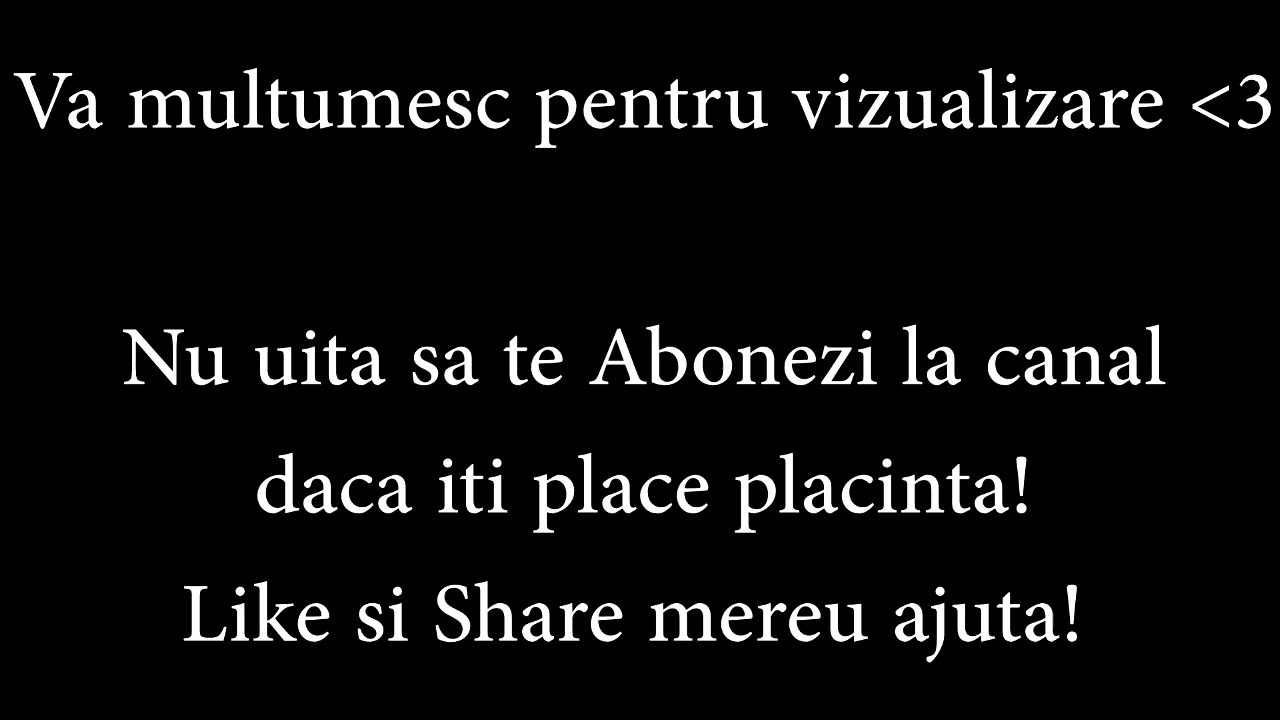 Va multumesc pentru vizualizare <3
Nu uita sa te Abonezi la canal
daca iti place placinta!
Like si Share mereu ajuta!